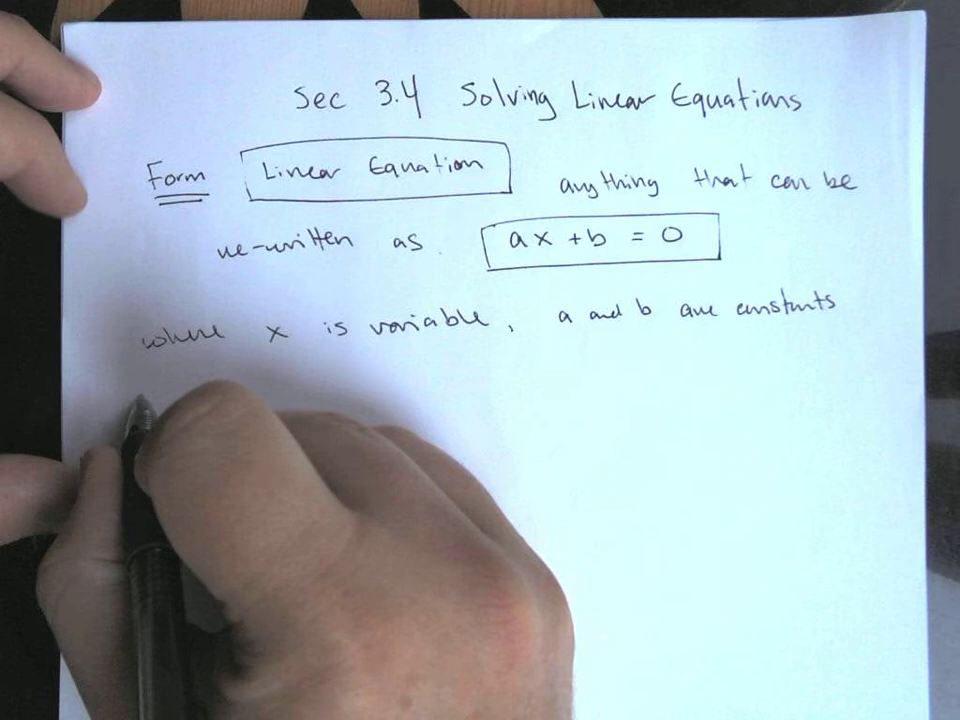 Sec 3.4 Solving Linear Equations
Form Linear Equation anything that can be
re-written as ax + b = 0
where x is variable, a and b are constants